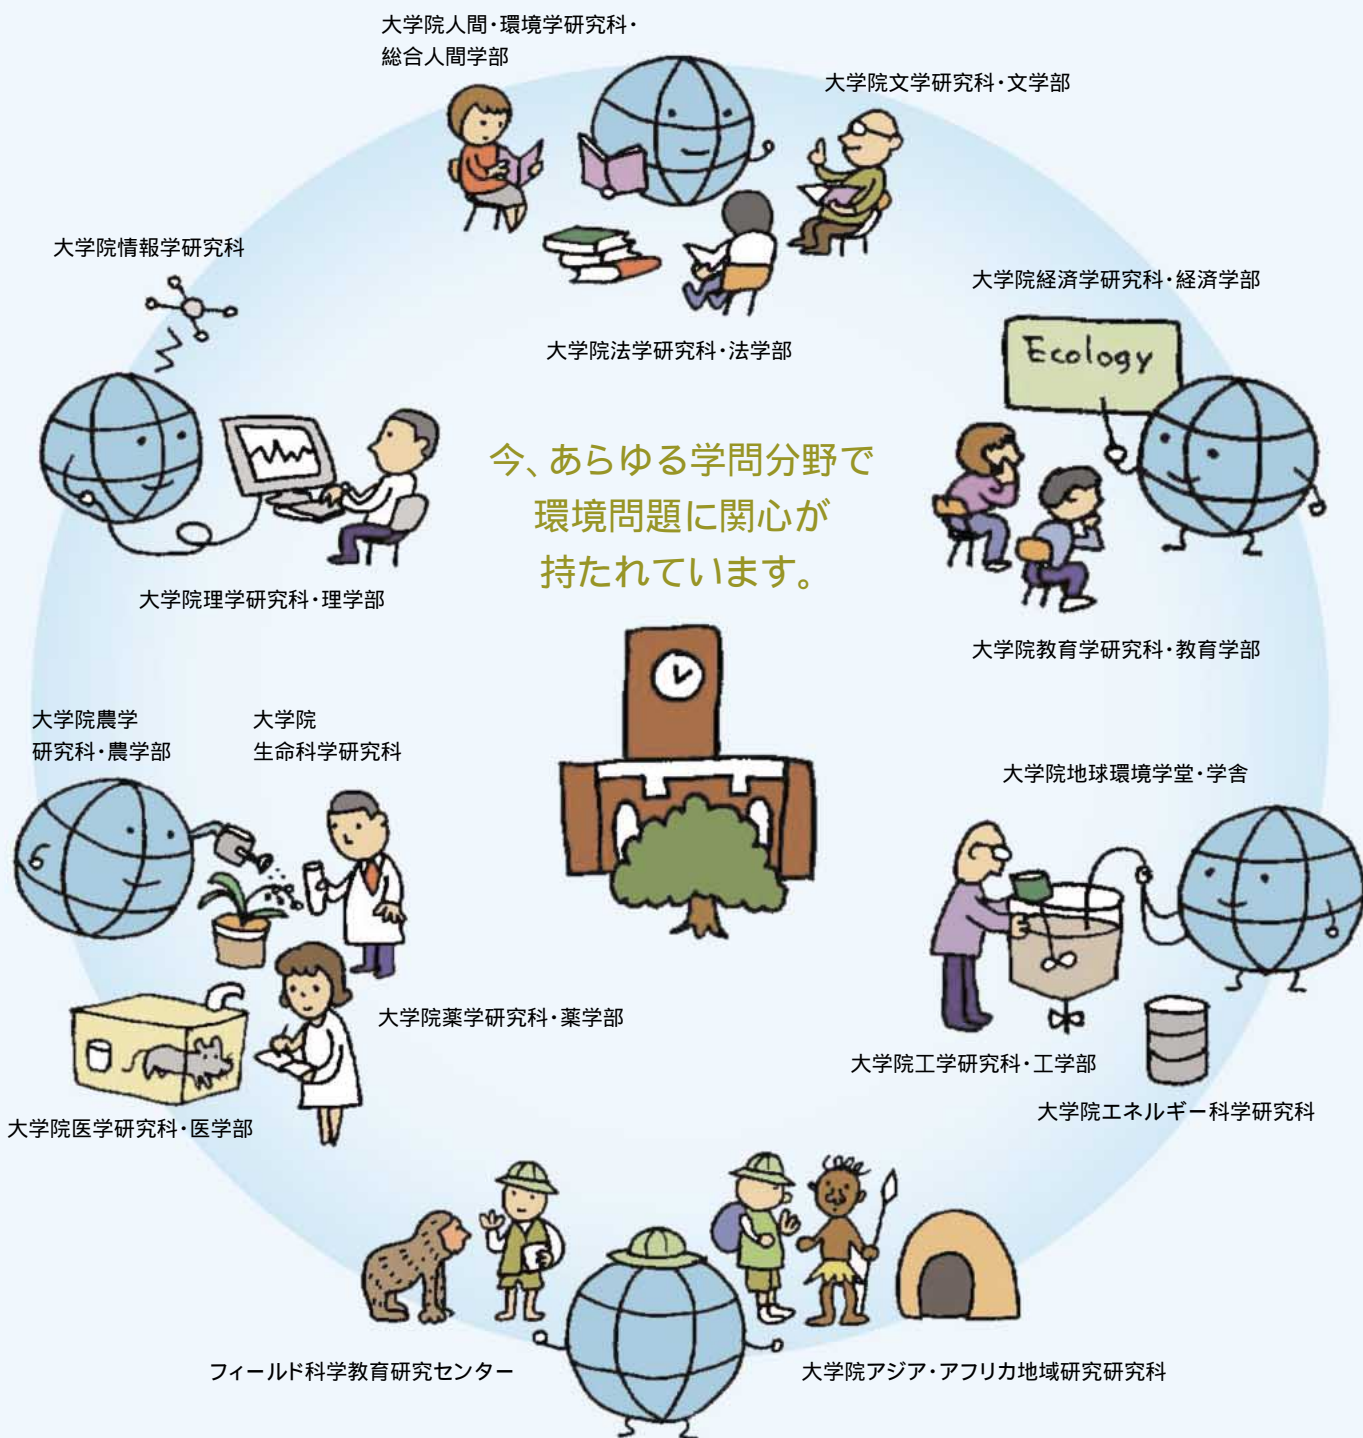 大学院人間・環境学研究科・
総合人間学部
大学院文学研究科・文学部
大学院情報学研究科
大学院経済学研究科・経済学部
Ecology
大学院法学研究科・法学部
今、あらゆる学問分野で
環境問題に関心が
持たれています。
大学院理学研究科・理学部
大学院教育学研究科・教育学部
大学院農学
研究科・農学部
大学院
生命科学研究科
大学院地球環境学堂・学舎
大学院薬学研究科・薬学部
大学院工学研究科・工学部
大学院エネルギー科学研究科
大学院医学研究科・医学部
フィールド科学教育研究センター
大学院アジア・アフリカ地域研究研究科